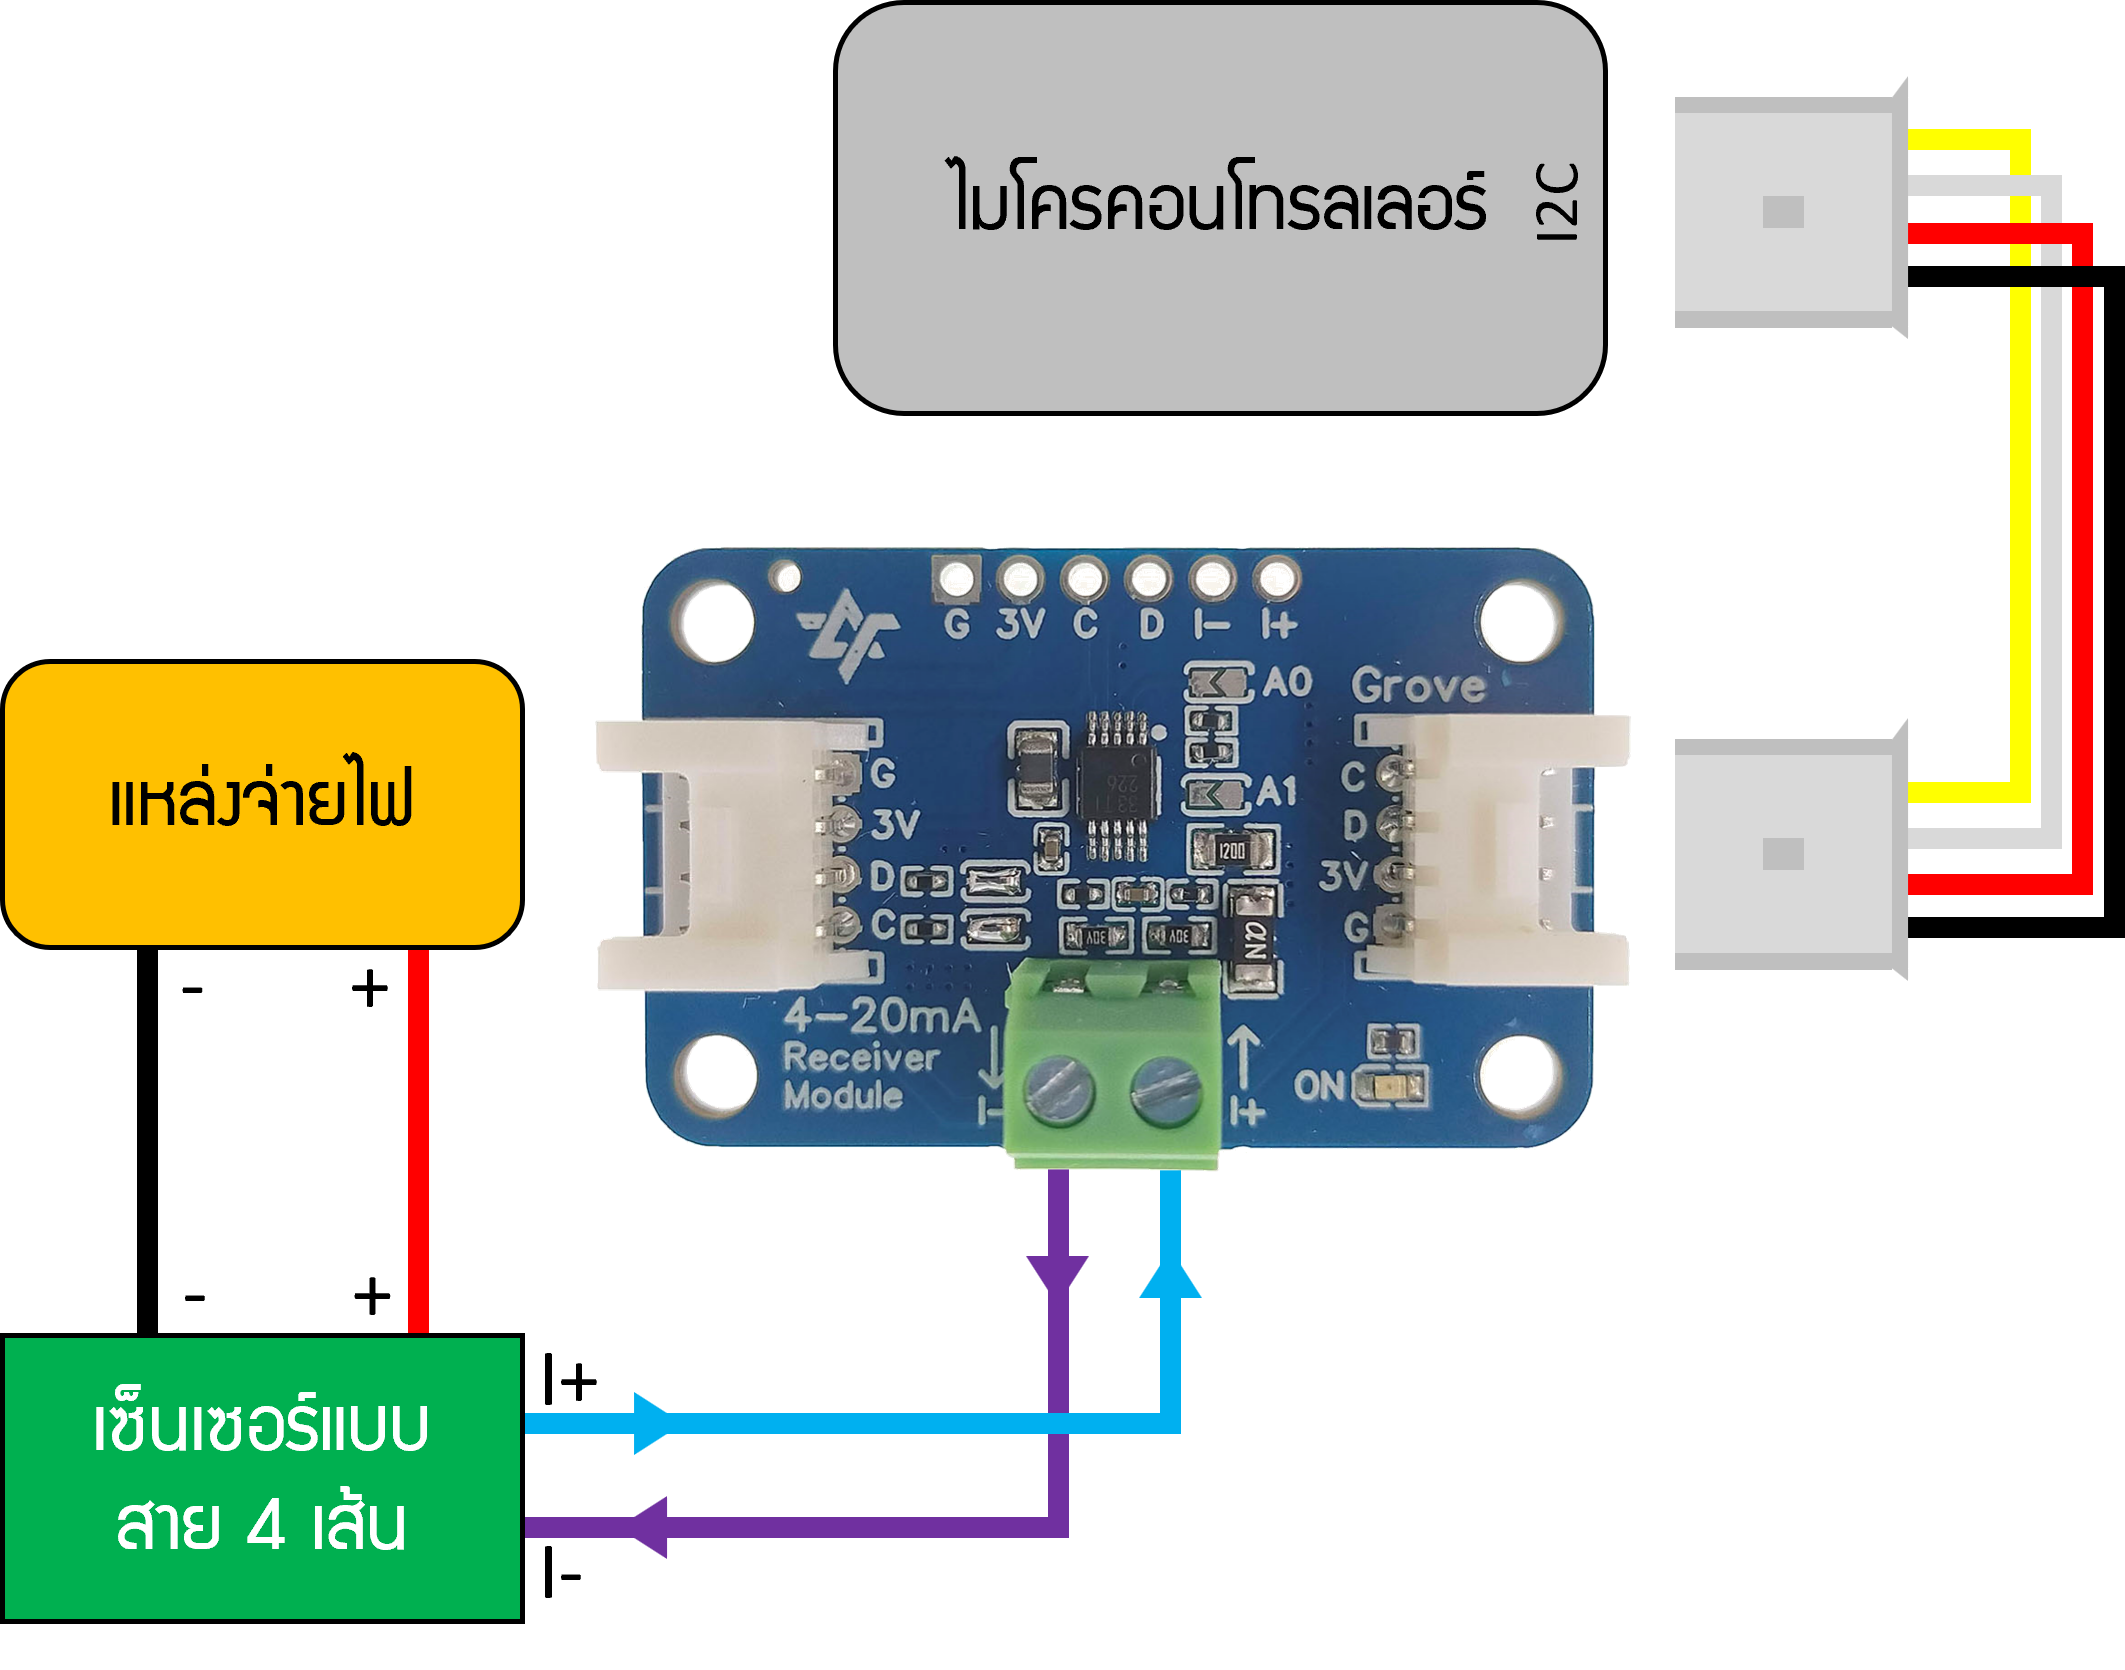 ไมโครคอนโทรลเลอร์
I2C
G 3V C D I- I+
A0
Grove
A1
G
3V
D
C
C
D
3V
G
1200
4-20mA
Receiver
Module
I-
I+
ON
แหล่งจ่ายไฟ
- +
- +
เซ็นเซอร์แบบ
สาย 4 เส้น
I+
I-